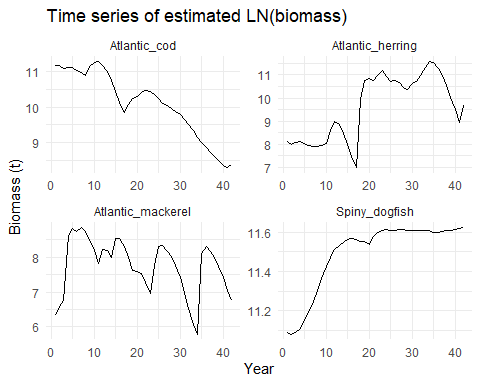 Time series of estimated LN(biomass)
Atlantic_cod
Atlantic_herring
11
10
9
0 10 20 30 40
11
10
9
8
7
0 10 20 30 40
Atlantic_mackerel
Spiny_dogfish
8
7
6
0 10 20 30 40
11.6
11.4
11.2
0 10 20 30 40
Biomass (t)
Year